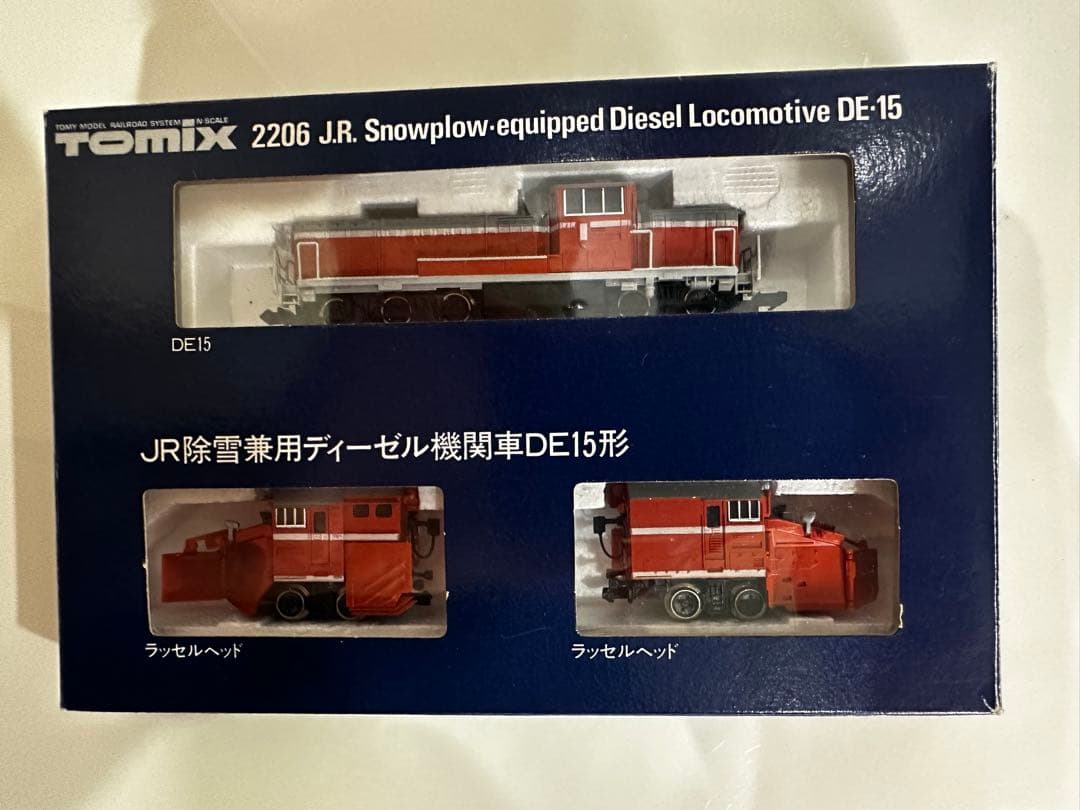 TOMY MODEL RAILROAD SYSTEM N-SCALE
TOMIX 2206 J.R. Snowplow·equipped Diesel Locomotive DE·15
DE15
JR除雪兼用ディーゼル機関車DE15形
ラッセルヘッド
ラッセルヘッド